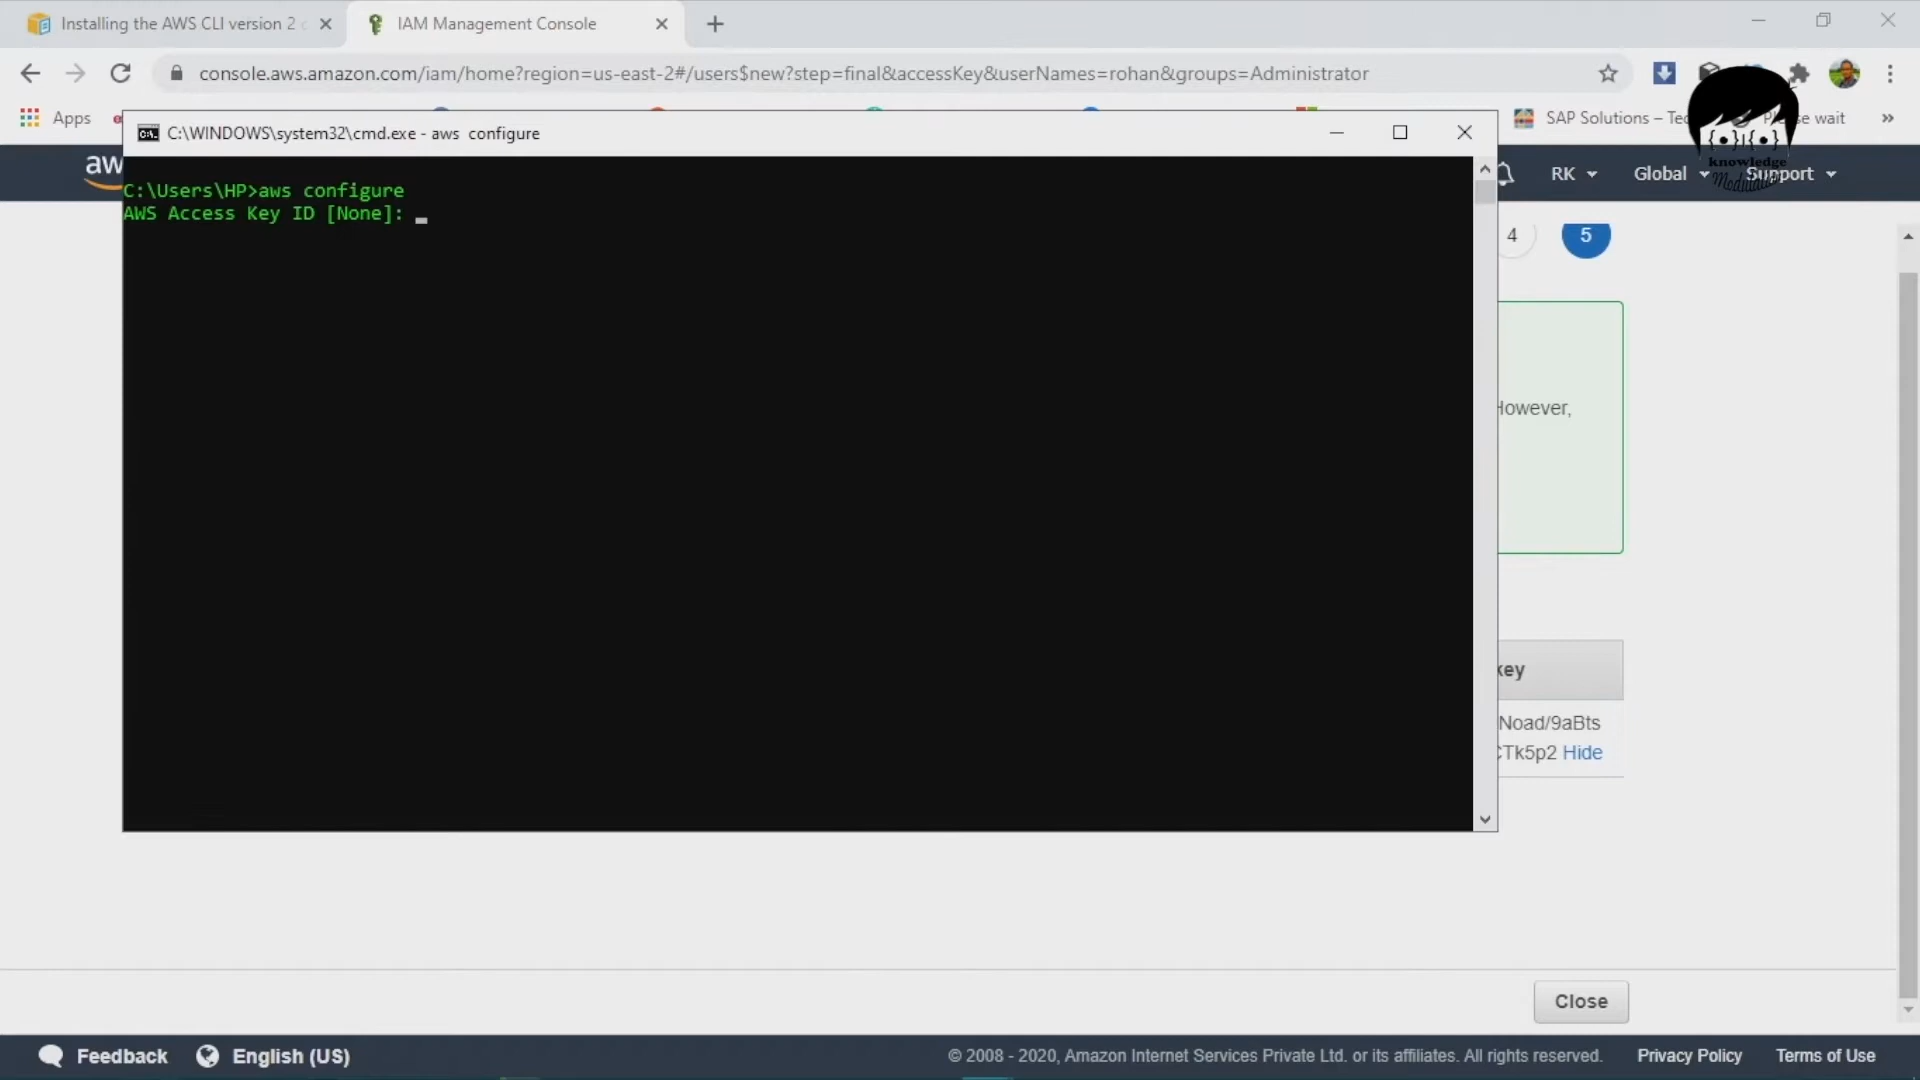 Installing the AWS CLI version 2
IAM Management Console
console.aws.amazon.com/iam/home?region=us-east-2#/users$new?step=final&accessKey&userNames=rohan&groups=Administrator
Apps
SAP Solutions – Tec
wait
C:\WINDOWS\system32\cmd.exe - aws  configure
aws
RK
Global
Support
knowledge
C:\Users\HP>aws configure
AWS Access Key ID [None]:
4
5
However,
key
Noad/9aBts
CTk5p2 Hide
Close
Feedback
English (US)
© 2008 - 2020, Amazon Internet Services Private Ltd. or its affiliates. All rights reserved.
Privacy Policy
Terms of Use